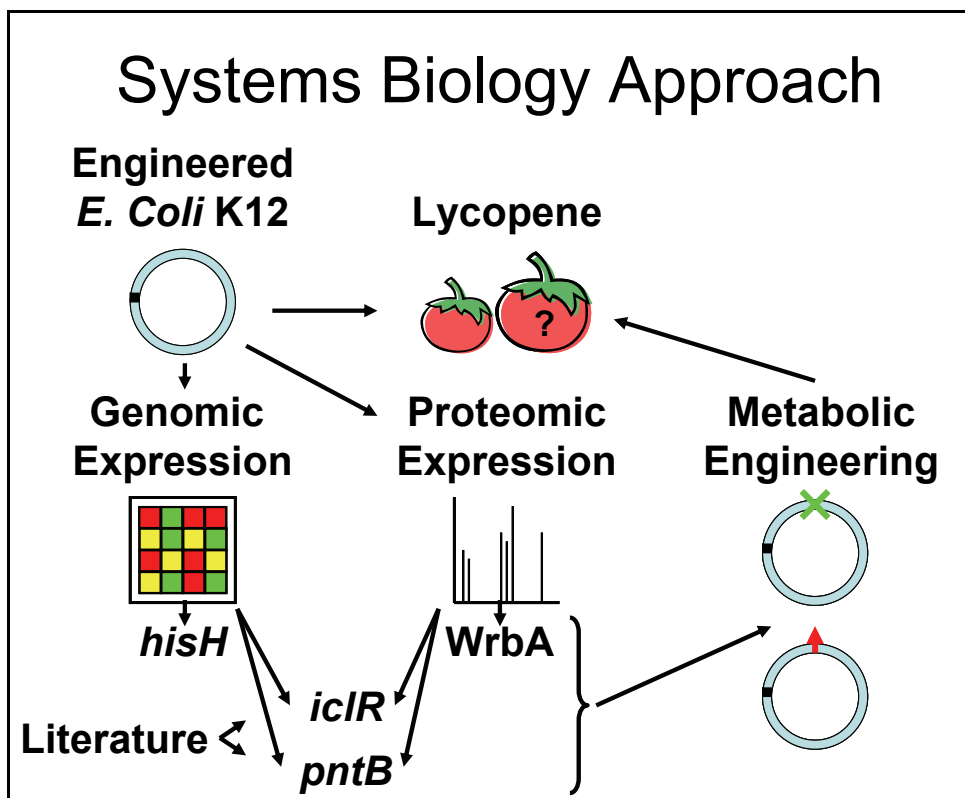 Systems Biology Approach
Engineered
E. Coli K12
Lycopene
?
Genomic
Expression
Proteomic
Expression
Metabolic
Engineering
hisH
WrbA
iclR
Literature
pntB